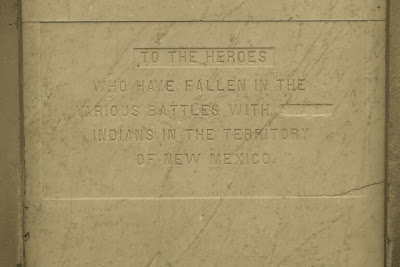 TO THE HEROES
WHO HAVE FALLEN IN THE
VARIOUS BATTLES WITH
INDIANS IN THE TERRITORY
OF NEW MEXICO.